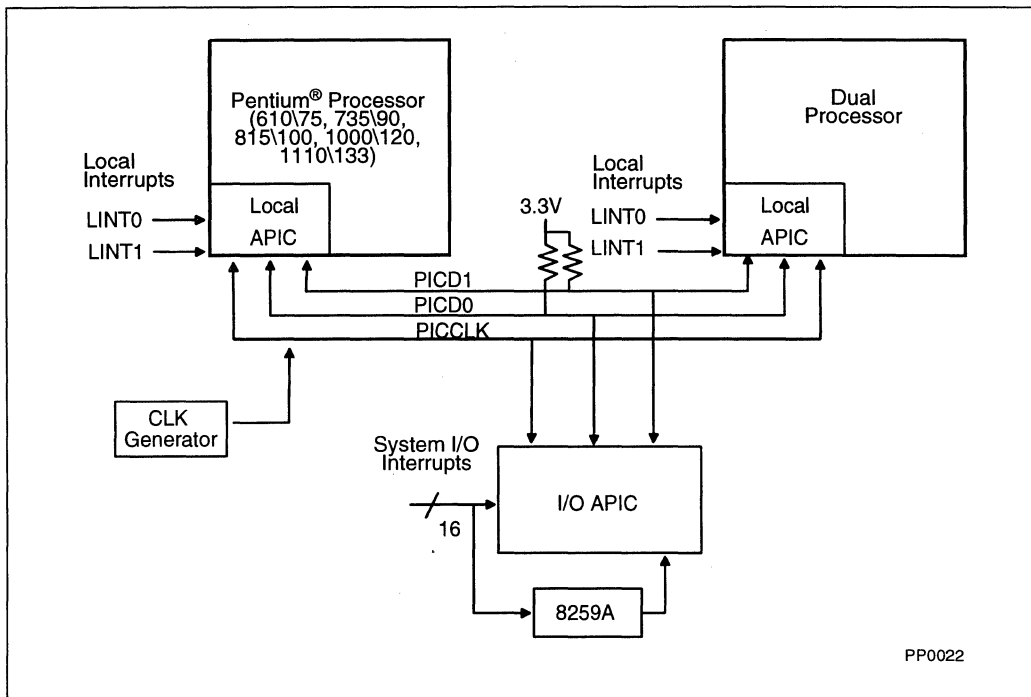 Pentium® Processor
(610\75, 735\90,
815\100, 1000\120,
1110\133)
Dual
Processor
Local
Interrupts
LINT0
LINT1
Local
APIC
3.3V
Local
Interrupts
LINT0
LINT1
Local
APIC
PICD1
PICD0
PICCLK
CLK
Generator
System I/O
Interrupts
16
I/O APIC
8259A
PP0022